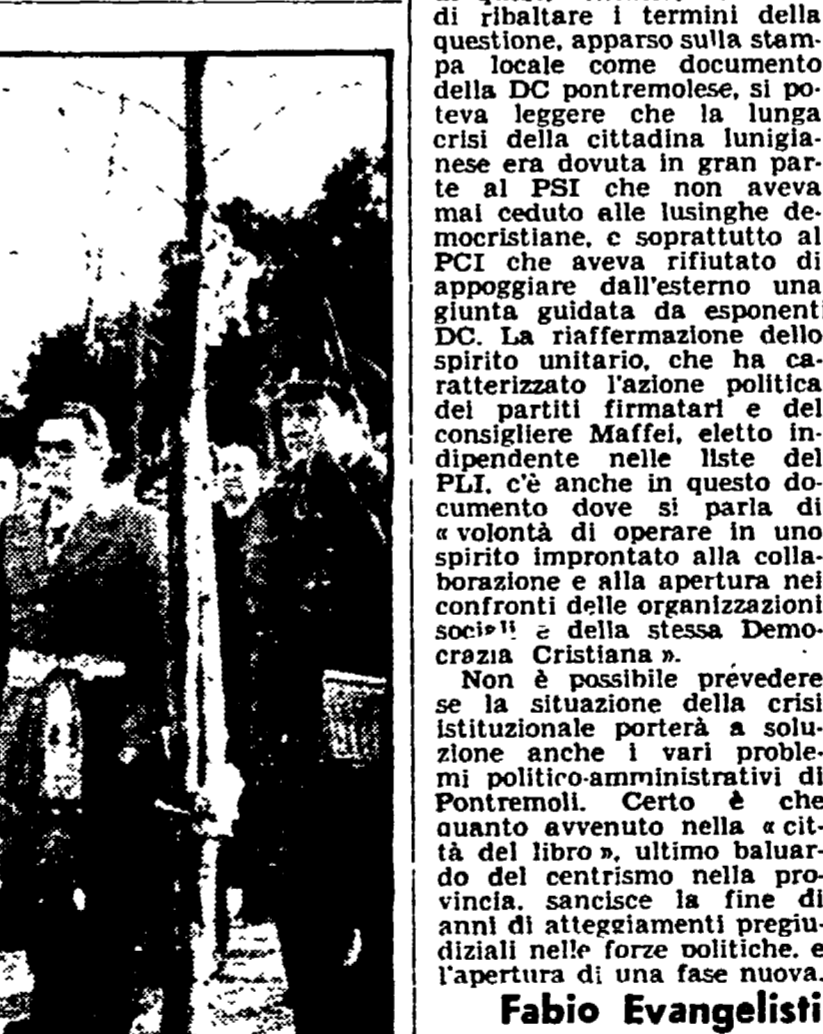 di ribaltare i termini della
questione, apparso sulla stam-
pa locale come documento
della DC pontremolese, si po-
teva leggere che la lunga
crisi della cittadina lunigia-
nese era dovuta in gran par-
te al PSI che non aveva
mai ceduto alle lusinghe de-
mocristiane, e soprattutto al
PCI che aveva rifiutato di
appoggiare dall'esterno una
giunta guidata da esponenti
DC. La riaffermazione dello
spirito unitario, che ha ca-
ratterizzato l'azione politica
dei partiti firmatari e del
consigliere Maffei, eletto in-
dipendente nelle liste del
PLI, c'è anche in questo do-
cumento dove si parla di
« volontà di operare in uno
spirito improntato alla colla-
borazione e alla apertura nei
confronti delle organizzazioni
sociali e della stessa Demo-
crazia Cristiana ».
Non è possibile prevedere
se la situazione della crisi
istituzionale porterà a solu-
zione anche i vari proble-
mi politico-amministrativi di
Pontremoli. Certo è che
quanto avvenuto nella « cit-
tà del libro », ultimo baluar-
do del centrismo nella pro-
vincia, sancisce la fine di
anni di atteggiamenti pregiu-
diziali nelle forze politiche, e
l'apertura di una fase nuova.
Fabio Evangelisti